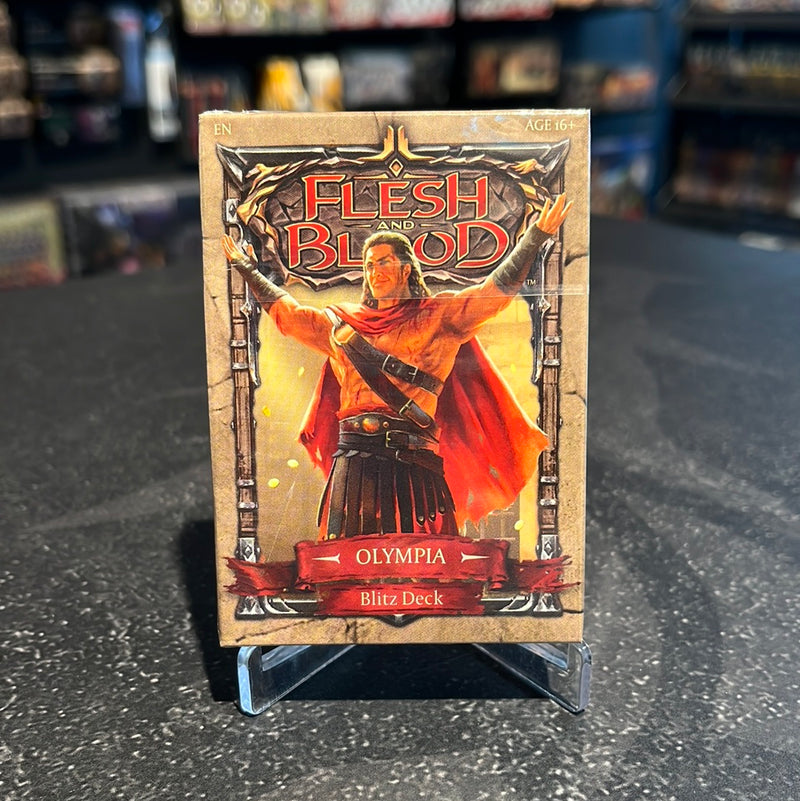 EN
AGE 16+
FLESH
AND
BLOOD
™
OLYMPIA
Blitz Deck